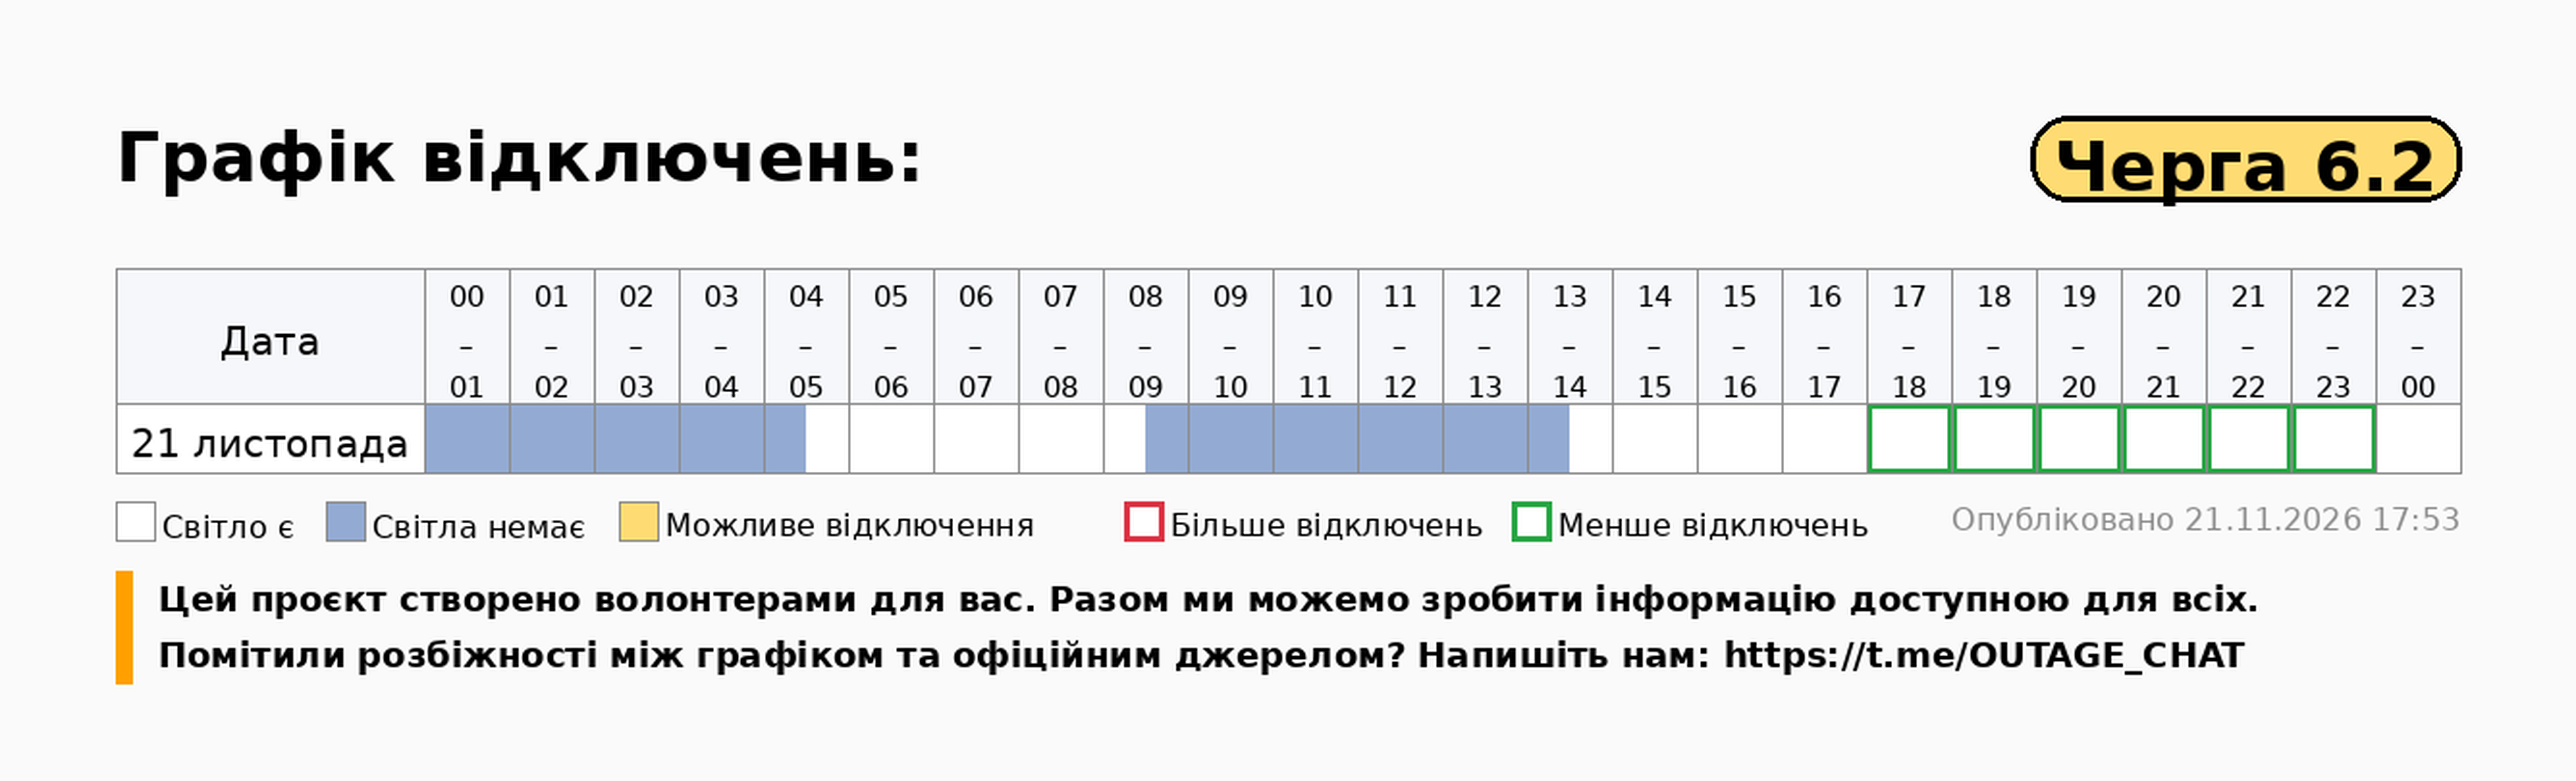 Графік відключень:
Черга 6.2
Дата 00 – 01 01 – 02 02 – 03 03 – 04 04 – 05 05 – 06 06 – 07 07 – 08 08 – 09 09 – 10 10 – 11 11 – 12 12 – 13 13 – 14 14 – 15 15 – 16 16 – 17 17 – 18 18 – 19 19 – 20 20 – 21 21 – 22 22 – 23 23 – 00
21 листопада
Світло є Світла немає Можливе відключення Більше відключень Менше відключень Опубліковано 21.11.2026 17:53
Цей проєкт створено волонтерами для вас. Разом ми можемо зробити інформацію доступною для всіх.
Помітили розбіжності між графіком та офіційним джерелом? Напишіть нам: https://t.me/OUTAGE_CHAT